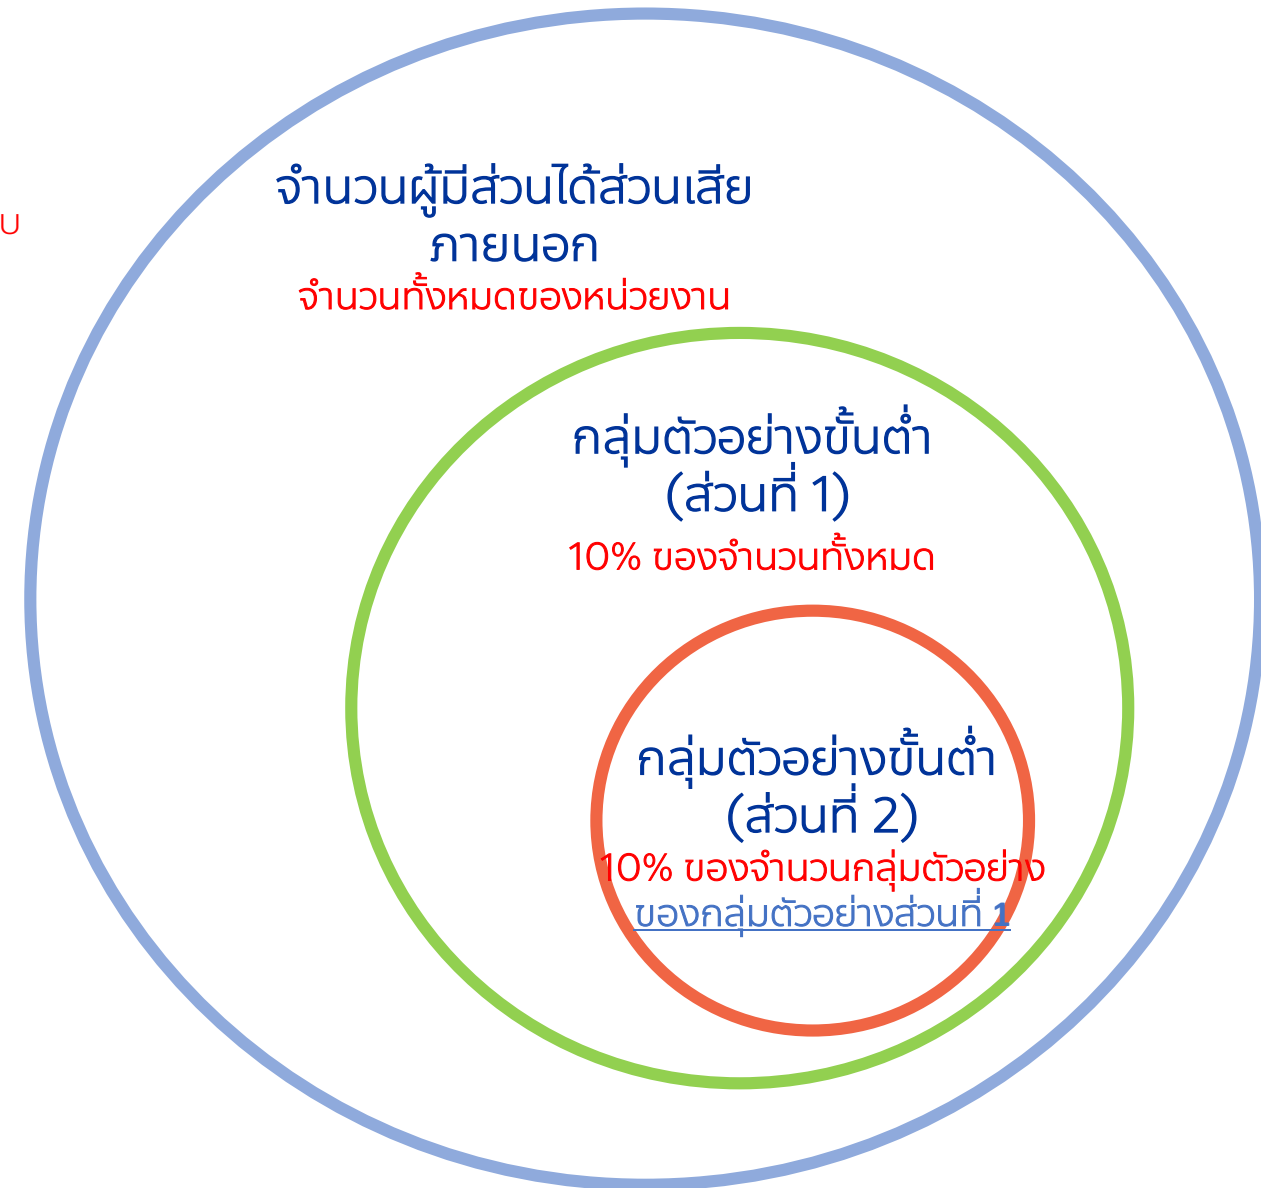 จำนวนผู้มีส่วนได้ส่วนเสีย
บ
ภายนอก
จำนวนทั้งหมดของหน่วยงาน
กลุ่มตัวอย่างขั้นต่ำ
(ส่วนที่ 1)
10% ของจำนวนทั้งหมด
กลุ่มตัวอย่างขั้นต่ำ
(ส่วนที่ 2)
10% ของจำนวนกลุ่มตัวอย่าง
ของกลุ่มตัวอย่างส่วนที่ 1